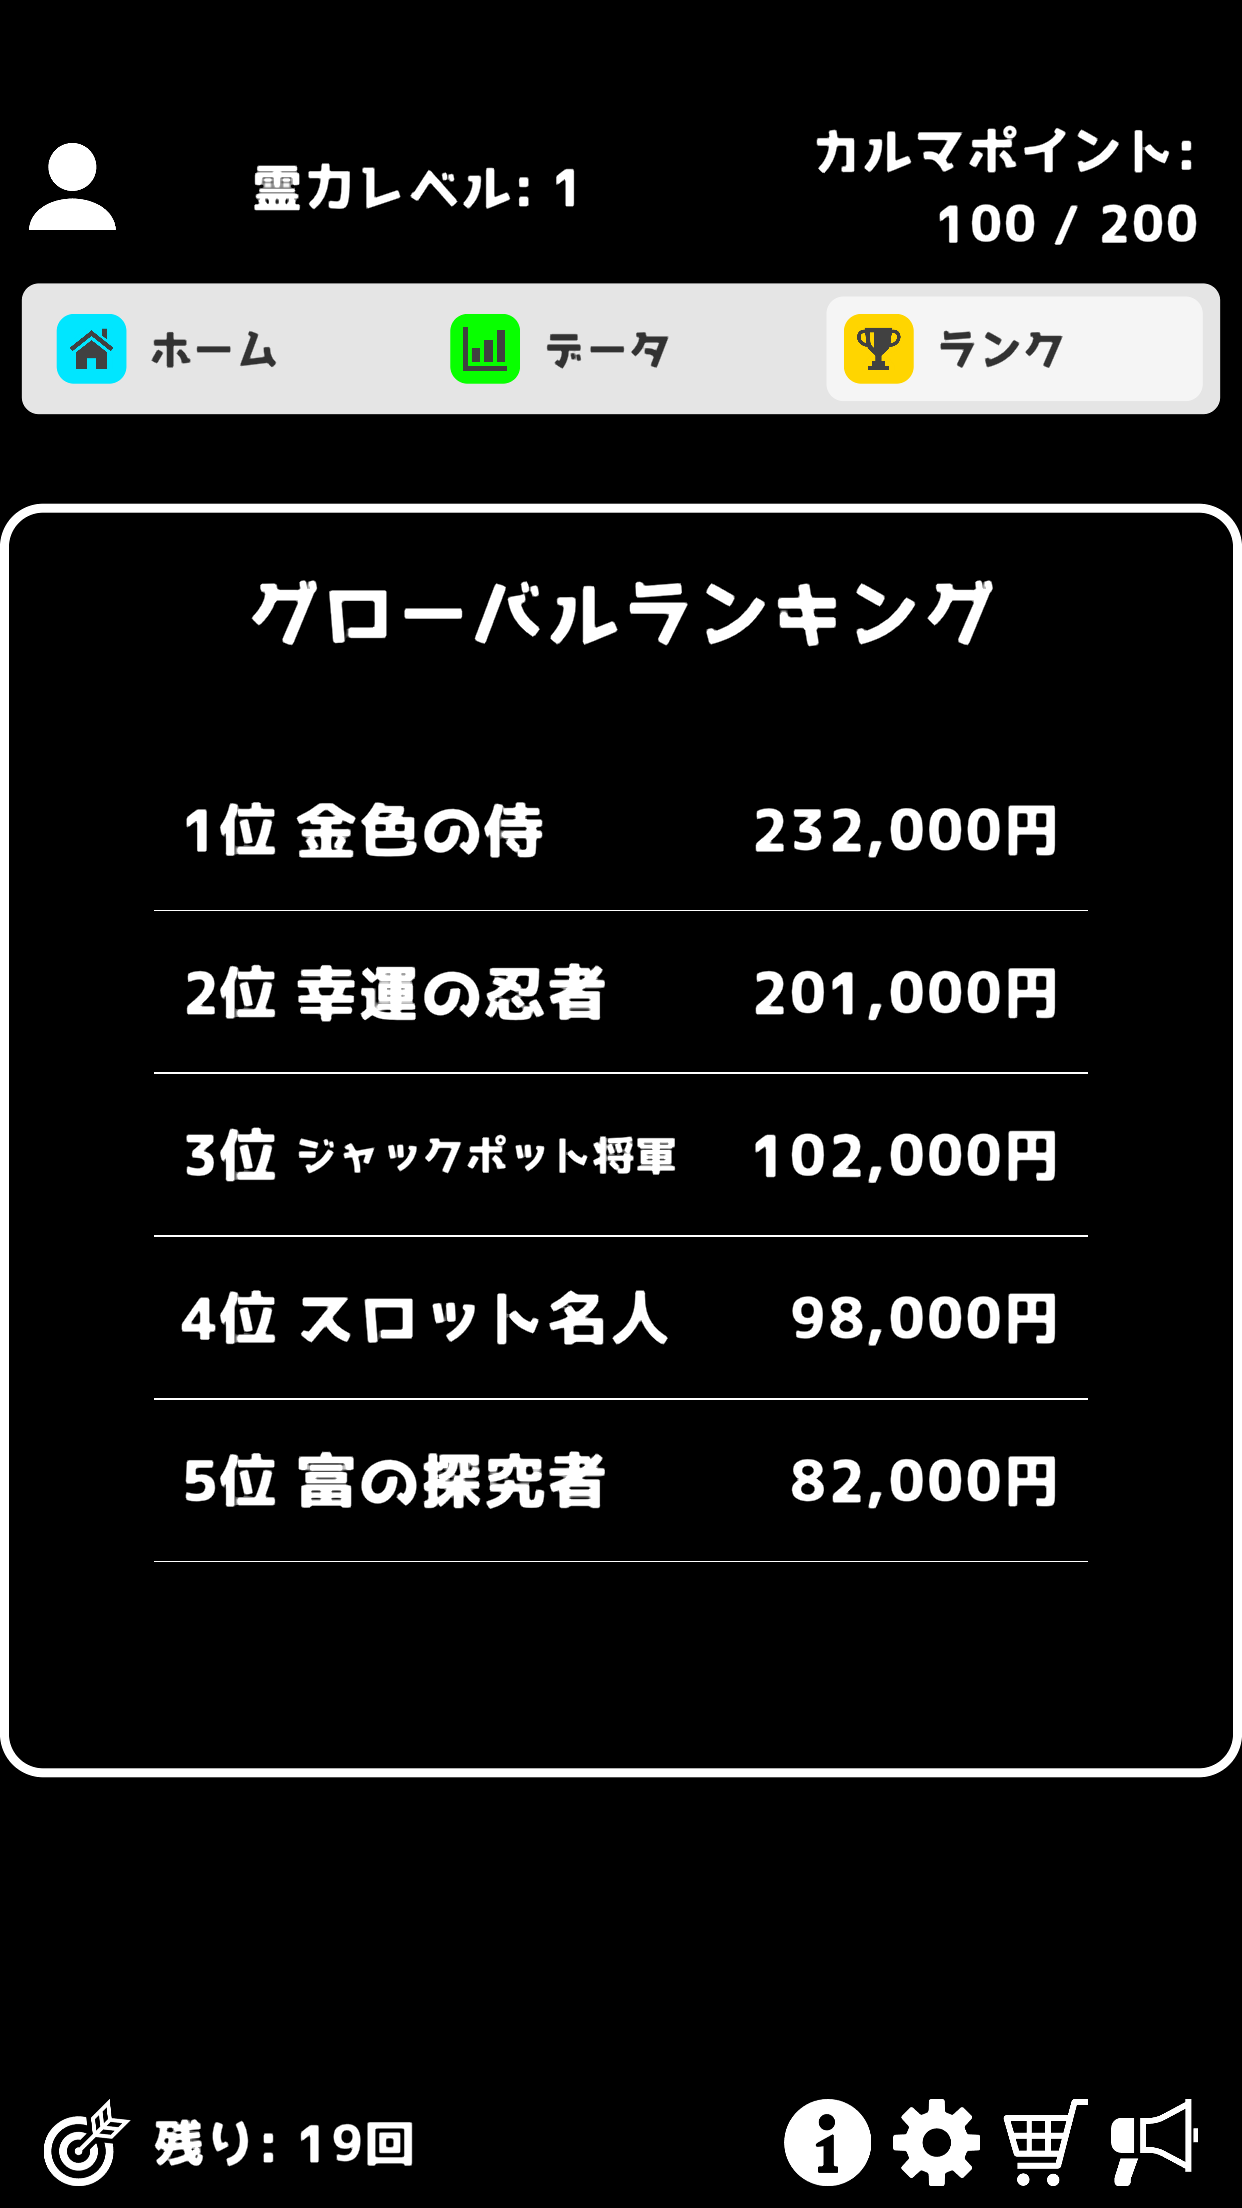 霊力レベル: 1
カルマポイント:
100 / 200
ホーム
データ
ランク
グローバルランキング
1位 金色の侍 232,000円
2位 幸運の忍者 201,000円
3位 ジャックポット将軍 102,000円
4位 スロット名人 98,000円
5位 富の探究者 82,000円
残り: 19回